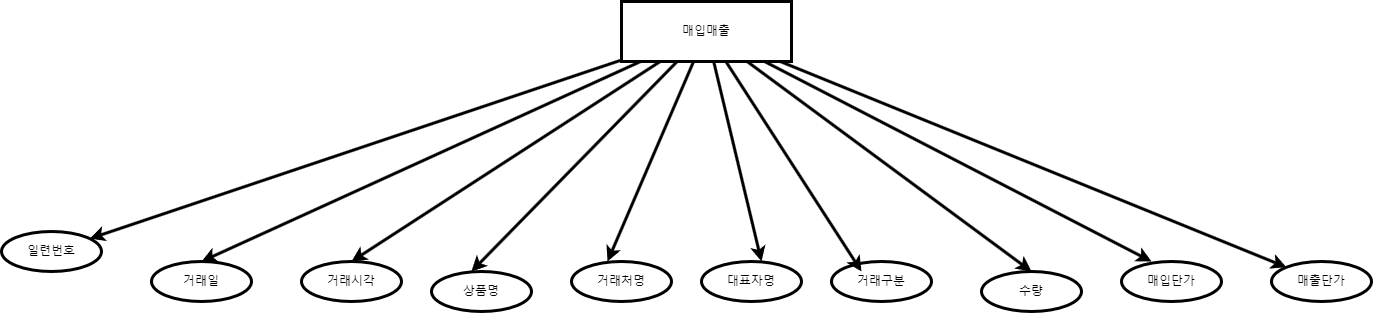 매입매출
일련번호
거래일
거래시각
상품명
거래처명
대표자명
거래구분
수량
매입단가
매출단가